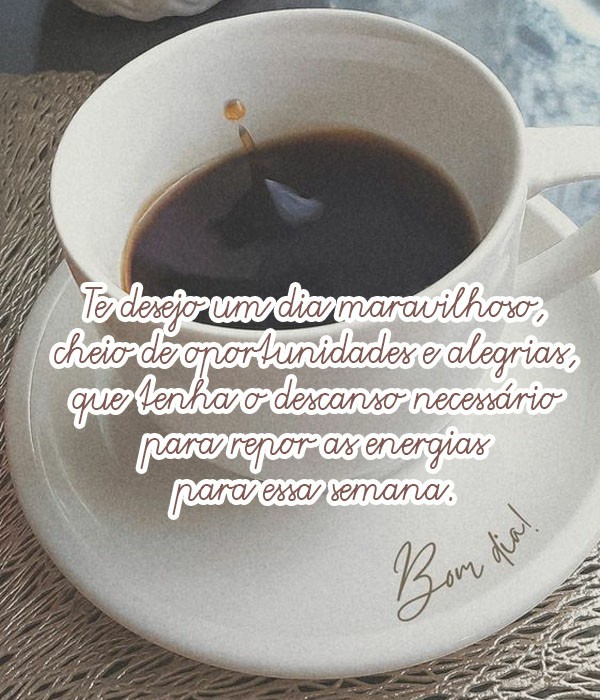 Te desejo um dia maravilhoso,
cheio de oportunidades e alegrias,
que tenha o descanso necessário
para repor as energias
para essa semana.
Bom dia!